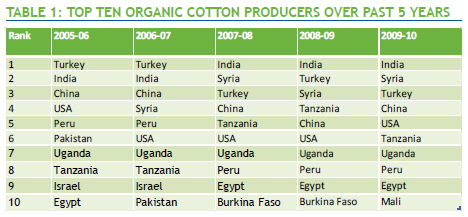 TABLE 1: TOP TEN ORGANIC COTTON PRODUCERS OVER PAST 5 YEARS
Rank 2005-06 2006-07 2007-08 2008-09 2009-10
1 Turkey Turkey India India India
2 India India Syria Turkey Syria
3 China China Turkey Syria Turkey
4 USA Syria China Tanzania China
5 Peru Peru Tanzania China USA
6 Pakistan USA USA USA Tanzania
7 Uganda Uganda Uganda Uganda Uganda
8 Tanzania Tanzania Peru Peru Peru
9 Israel Israel Egypt Egypt Egypt
10 Egypt Pakistan Burkina Faso Burkina Faso Mali